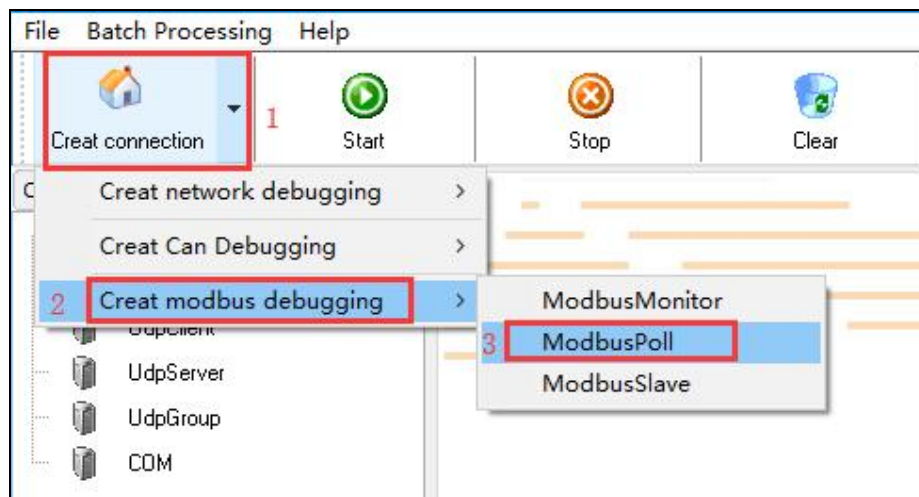 File Batch Processing Help
Creat connection
1
Start
Stop
Clear
Creat network debugging >
Creat Can Debugging >
2 Creat modbus debugging >
ModbusMonitor
3 ModbusPoll
ModbusSlave
UdpClient
UdpServer
UdpGroup
COM